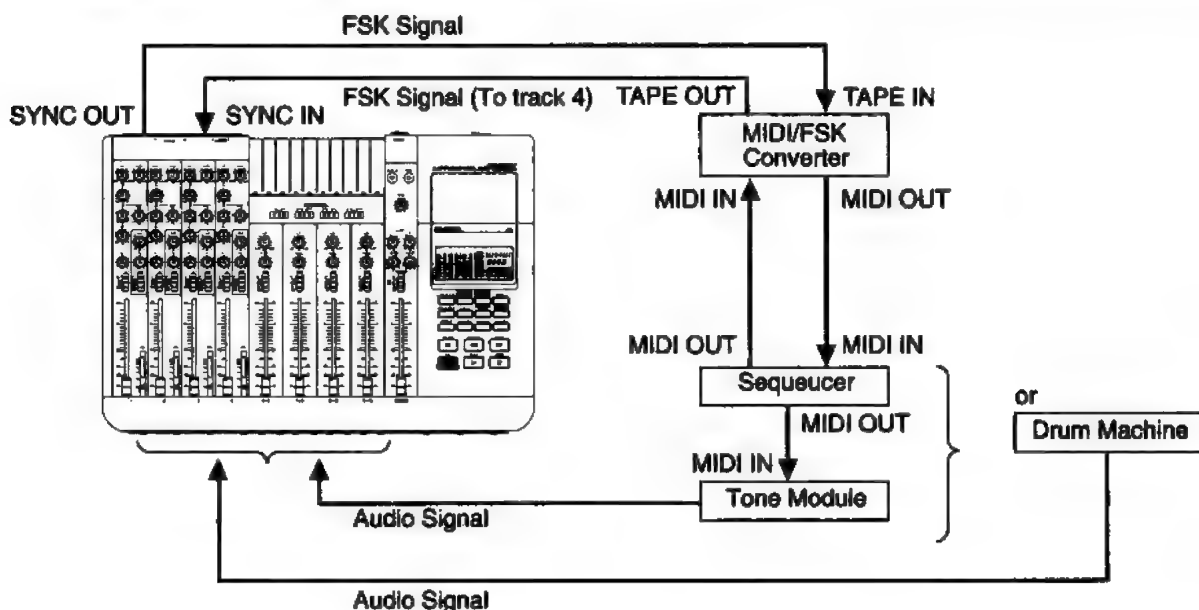 FSK Signal
FSK Signal (To track 4)
TAPE OUT
TAPE IN
SYNC OUT
SYNC IN
MIDI/FSK
Converter
MIDI IN
MIDI OUT
MIDI OUT
MIDI IN
Sequeucer
MIDI OUT
or
Drum Machine
MIDI IN
Tone Module
Audio Signal
Audio Signal